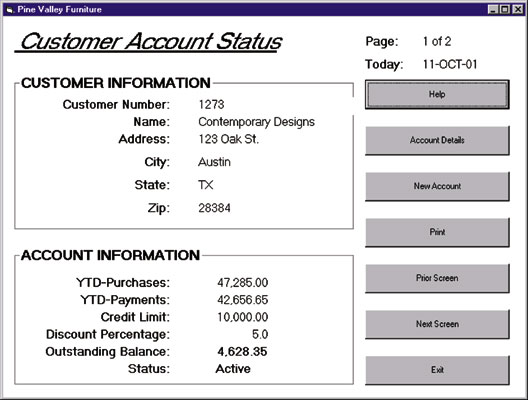 Pine Valley Furniture
Customer Account Status
Page: 1 of 2
Today: 11-OCT-01
CUSTOMER INFORMATION
Customer Number: 1273
Name: Contemporary Designs
Address: 123 Oak St.
City: Austin
State: TX
Zip: 28384
ACCOUNT INFORMATION
YTD-Purchases: 47,285.00
YTD-Payments: 42,656.65
Credit Limit: 10,000.00
Discount Percentage: 5.0
Outstanding Balance: 4,628.35
Status: Active
Help
Account Details
New Account
Print
Prior Screen
Next Screen
Exit